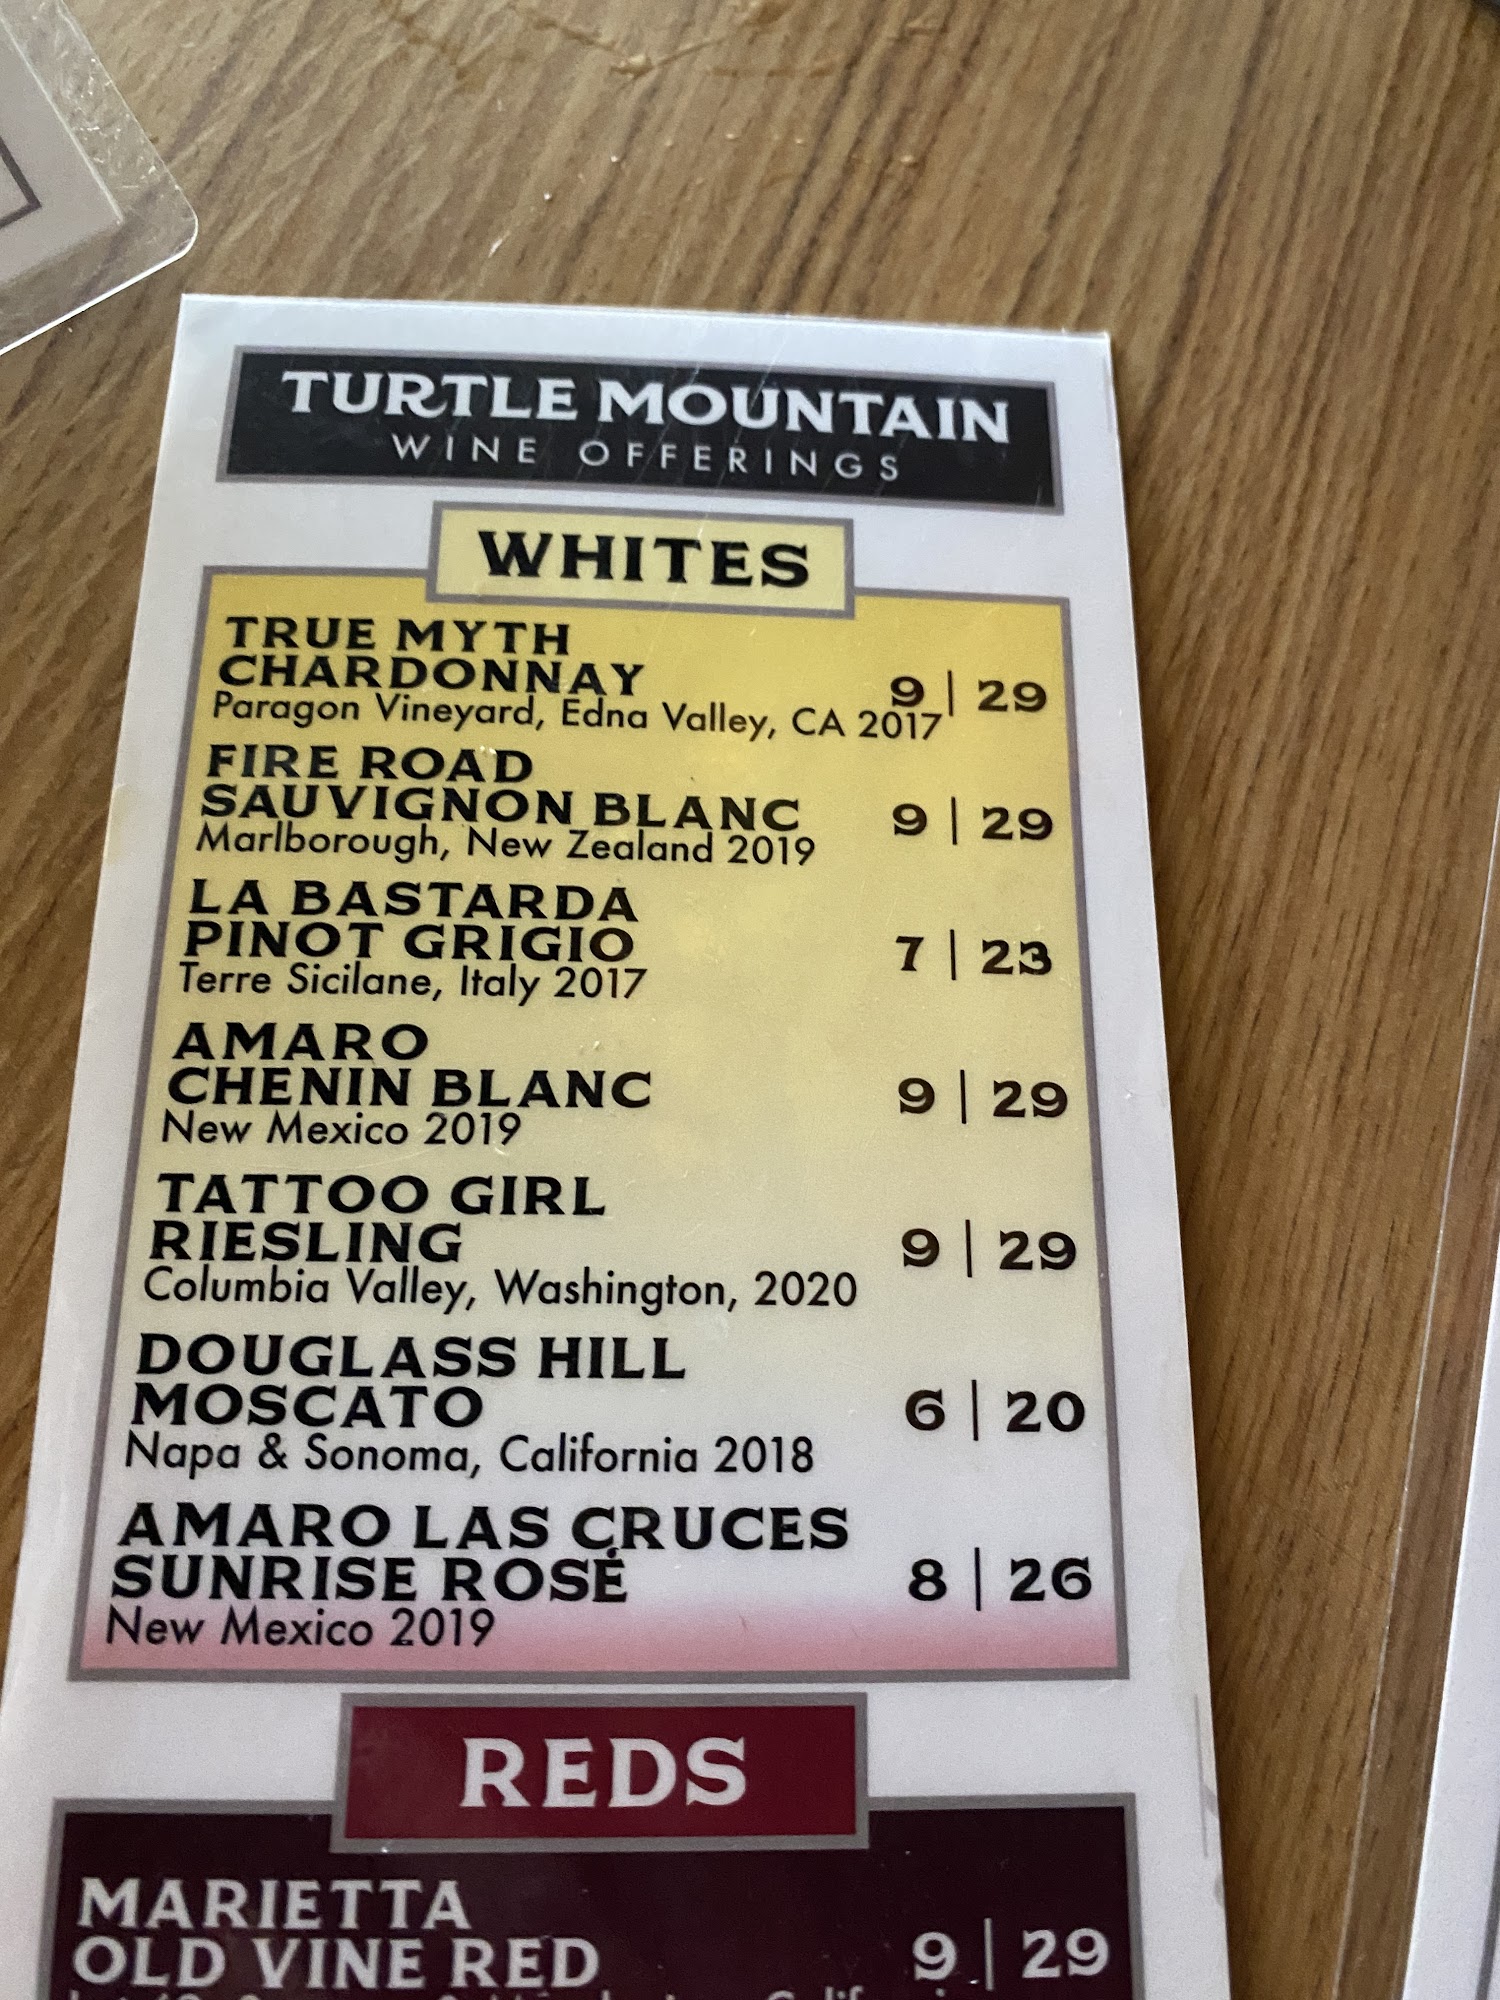 TURTLE MOUNTAIN
WINE OFFERINGS
WHITES
TRUE MYTH
CHARDONNAY 9 | 29
Paragon Vineyard, Edna Valley, CA 2017
FIRE ROAD
SAUVIGNON BLANC 9 | 29
Marlborough, New Zealand 2019
LA BASTARDA
PINOT GRIGIO 7 | 23
Terre Sicilane, Italy 2017
AMARO
CHENIN BLANC 9 | 29
New Mexico 2019
TATTOO GIRL
RIESLING 9 | 29
Columbia Valley, Washington, 2020
DOUGLASS HILL
MOSCATO 6 | 20
Napa & Sonoma, California 2018
AMARO LAS CRUCES
SUNRISE ROSÉ 8 | 26
New Mexico 2019
REDS
MARIETTA
OLD VINE RED 9 | 29